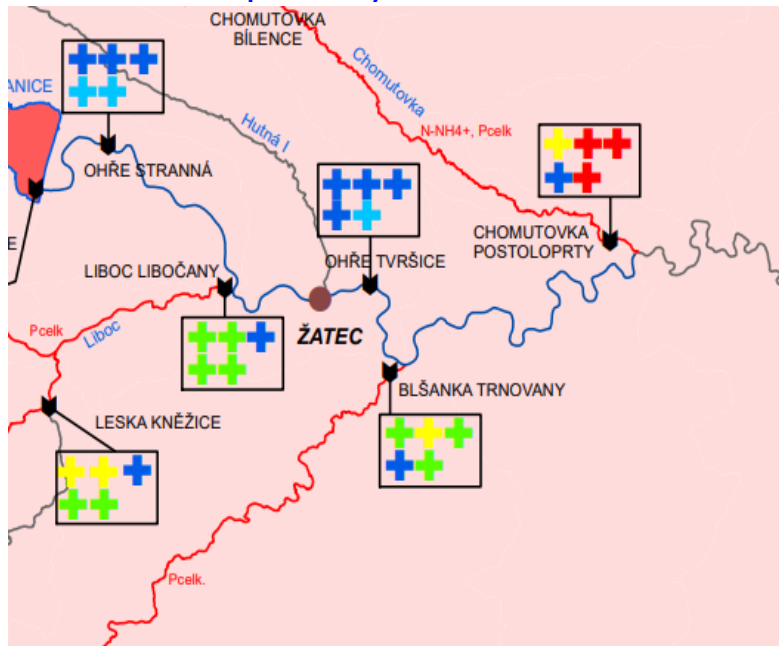 CHOMUTOVKA
BÍLENCE
Chomutovka
ANICE
Hutná I
N-NH4+, Pcelk
OHŘE STRANNÁ
CHOMUTOVKA
POSTOLOPRTY
E
OHŘE TVRŠICE
LIBOC LIBOČANY
Pcelk
Liboc
ŽATEC
BLŠANKA TRNOVANY
LESKA KNĚŽICE
Pcelk.